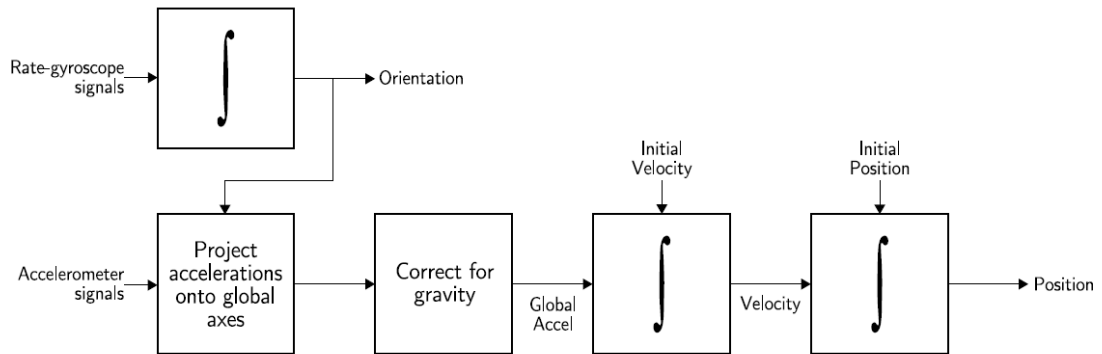 Rate-gyroscope
signals
Orientation
Initial
Velocity
Initial
Position
Accelerometer
signals
Project
accelerations
onto global
axes
Correct for
gravity
Global
Accel
∫
∫
∫
Velocity
Position